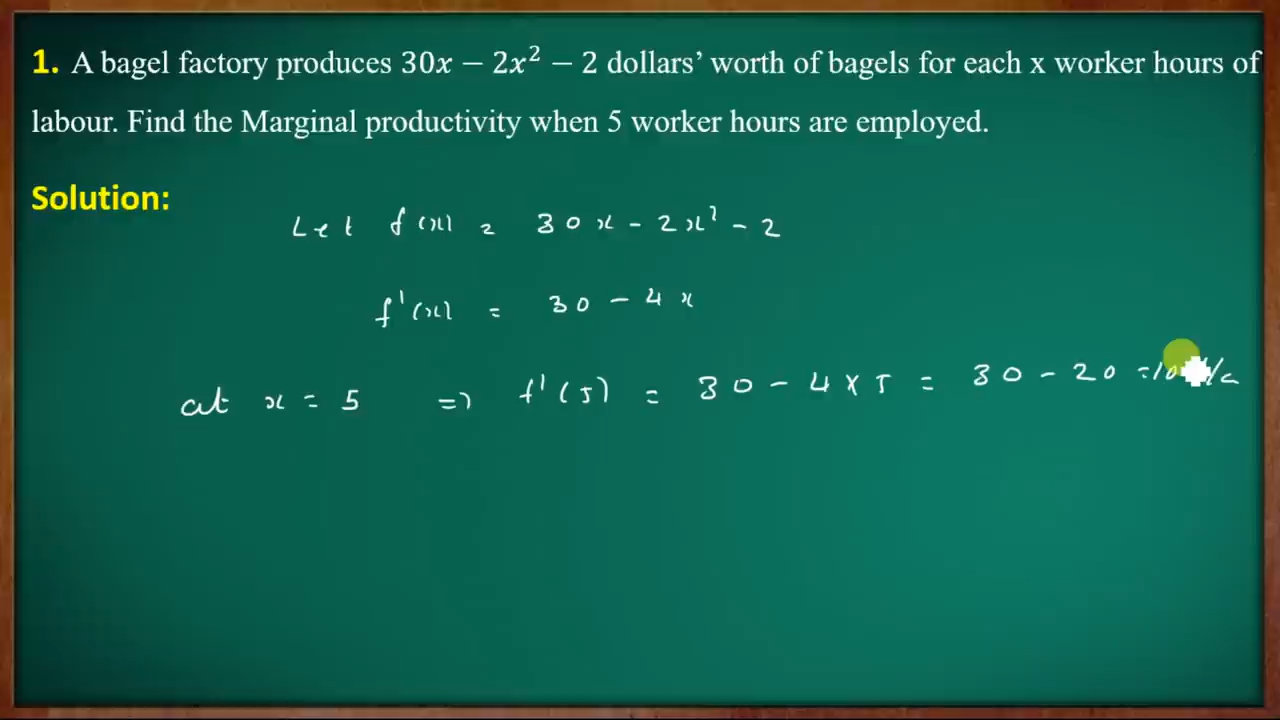 1. A bagel factory produces 30x − 2x² − 2 dollars’ worth of bagels for each x worker hours of
labour. Find the Marginal productivity when 5 worker hours are employed.
Solution:
Let f(x) = 30x - 2x² - 2
f'(x) = 30 - 4x
at x = 5 => f'(5) = 30 - 4 x 5 = 30 - 20 = 10